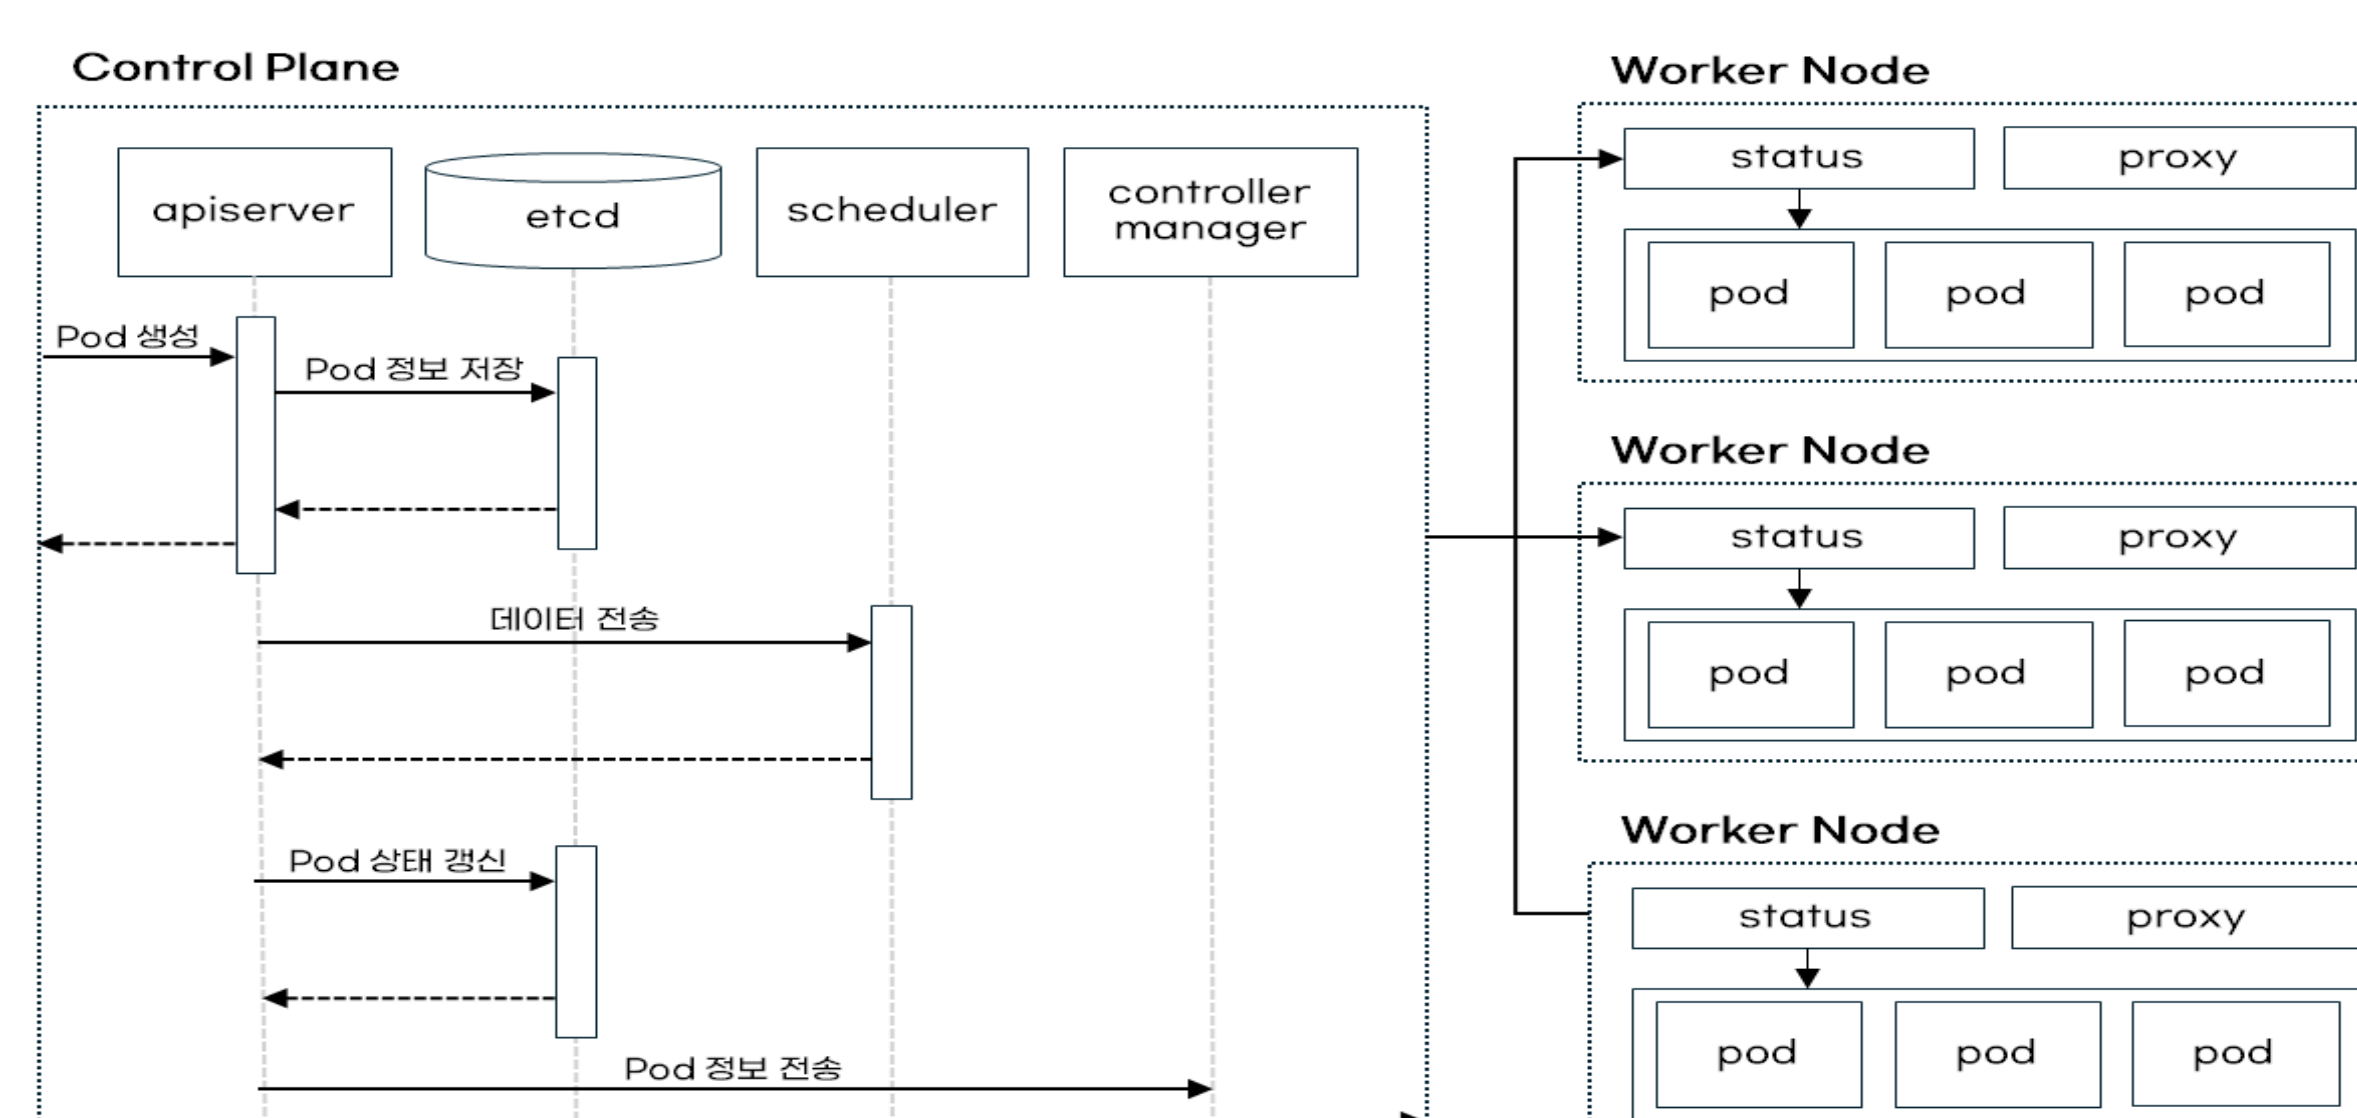 Control Plane
apiserver
etcd
scheduler
controller
manager
Pod 생성
Pod 정보 저장
데이터 전송
Pod 상태 갱신
Pod 정보 전송
Worker Node
status
proxy
pod
pod
pod
Worker Node
status
proxy
pod
pod
pod
Worker Node
status
proxy
pod
pod
pod